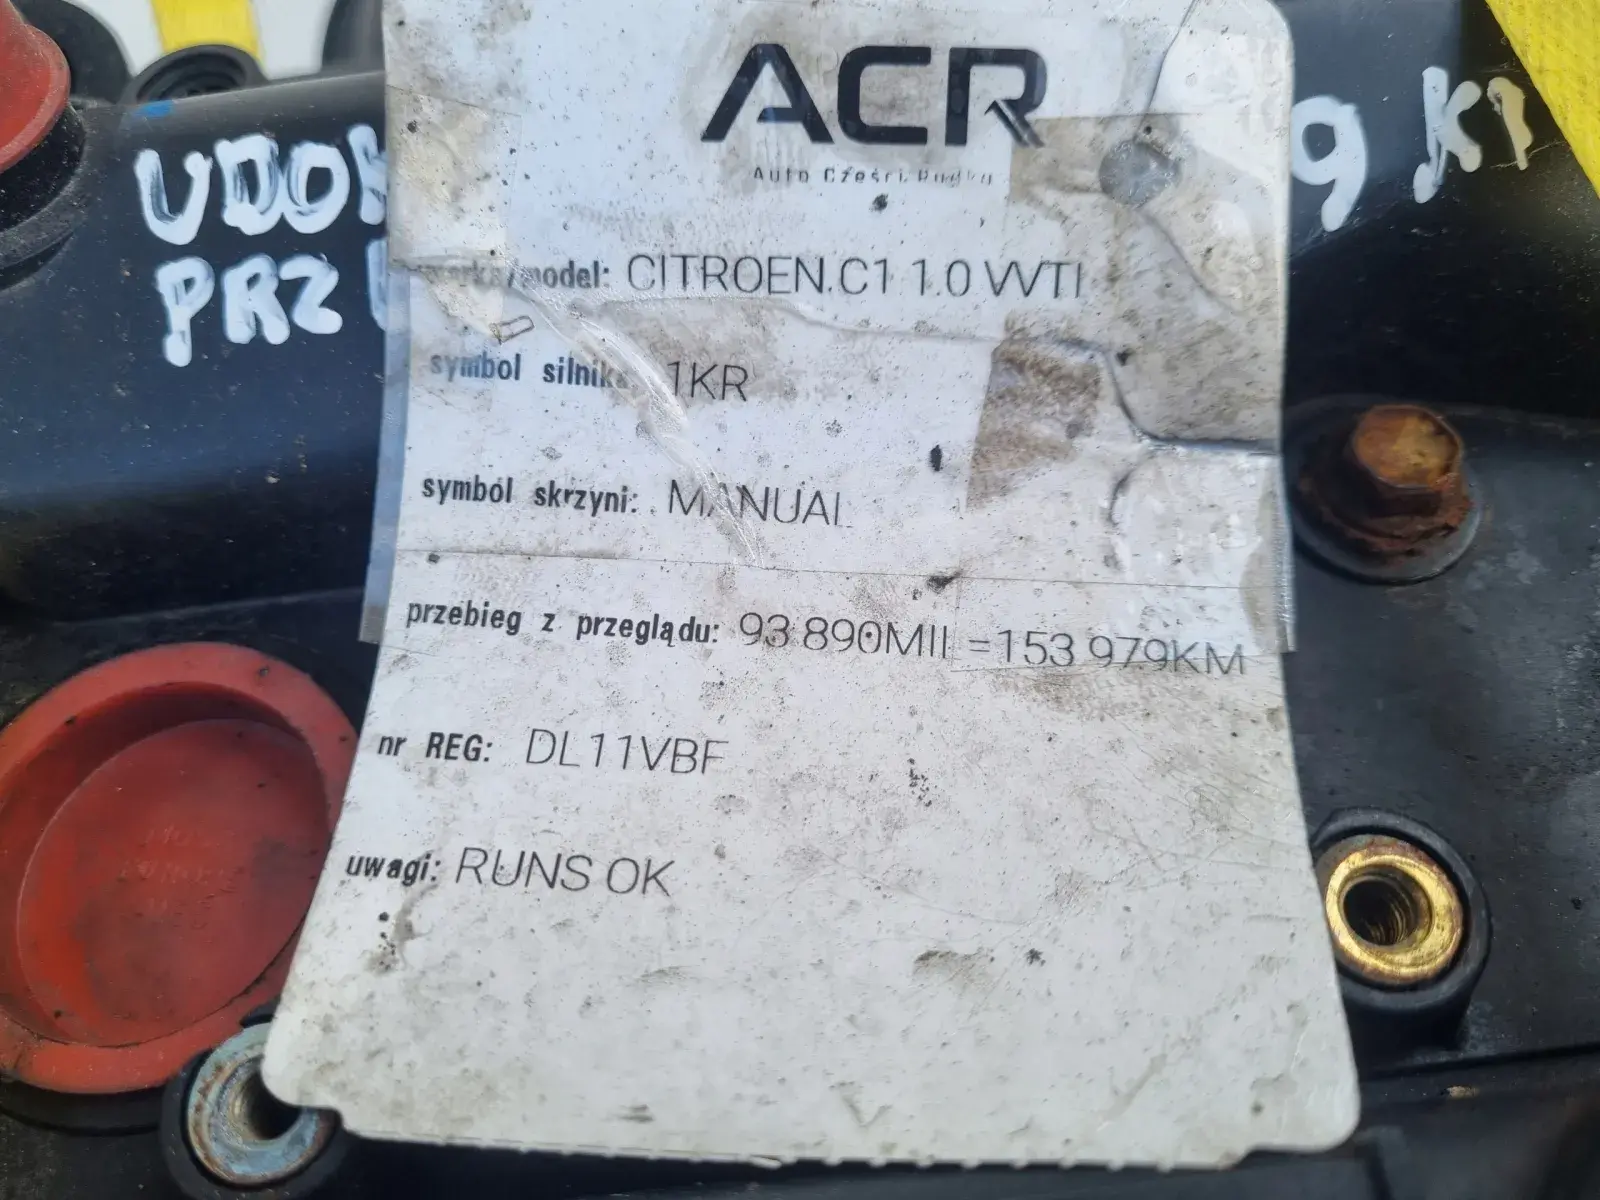 ACR
Auto Części Rudku
UDOK
PRZ
9 KM
marka/model: CITROEN.C1 1.0 VVTI
symbol silnika 1KR
symbol skrzyni: MANUAL
przebieg z przeglądu: 93 890MIL =153 979KM
nr REG: DL11VBF
uwagi: RUNS OK